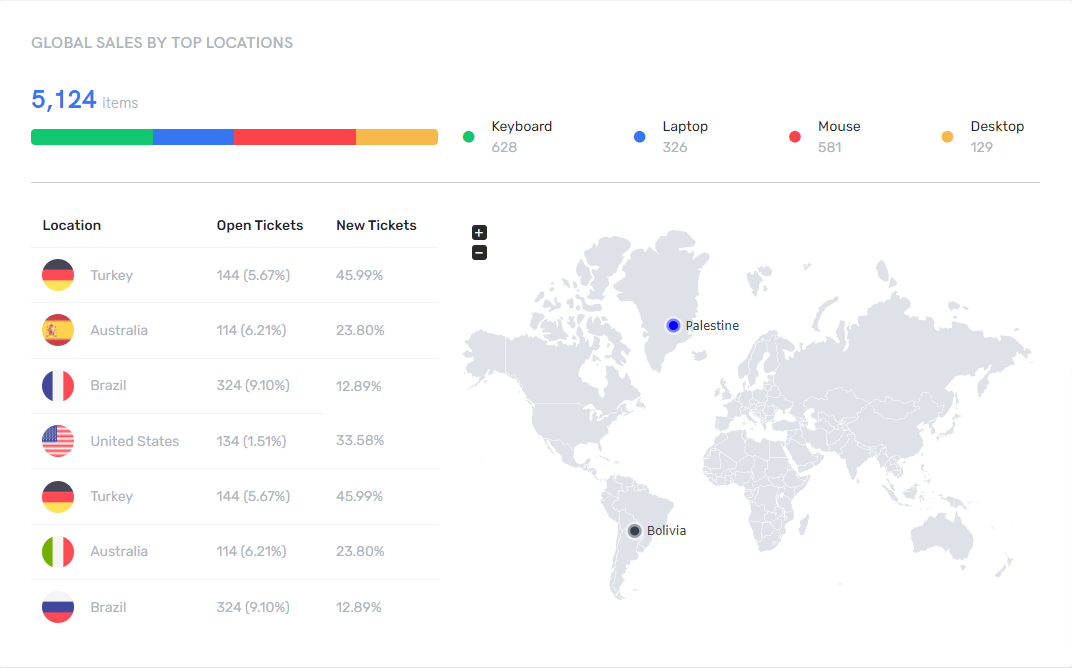 GLOBAL SALES BY TOP LOCATIONS
5,124 items
Keyboard
628
Laptop
326
Mouse
581
Desktop
129
Location Open Tickets New Tickets
Turkey 144 (5.67%) 45.99%
Australia 114 (6.21%) 23.80%
Brazil 324 (9.10%) 12.89%
United States 134 (1.51%) 33.58%
Turkey 144 (5.67%) 45.99%
Australia 114 (6.21%) 23.80%
Brazil 324 (9.10%) 12.89%
+
−
Palestine
Bolivia